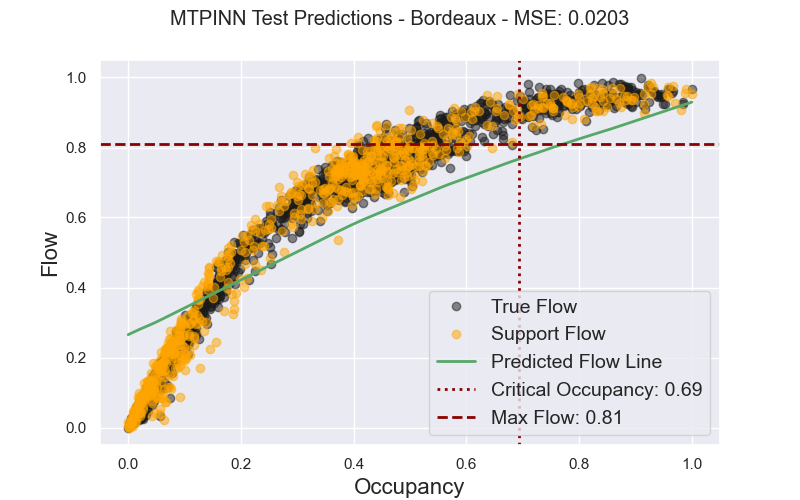 MTPINN Test Predictions - Bordeaux - MSE: 0.0203
1.0
0.8
0.6
0.4
0.2
0.0
Flow
True Flow
Support Flow
Predicted Flow Line
Critical Occupancy: 0.69
Max Flow: 0.81
0.0 0.2 0.4 0.6 0.8 1.0
Occupancy